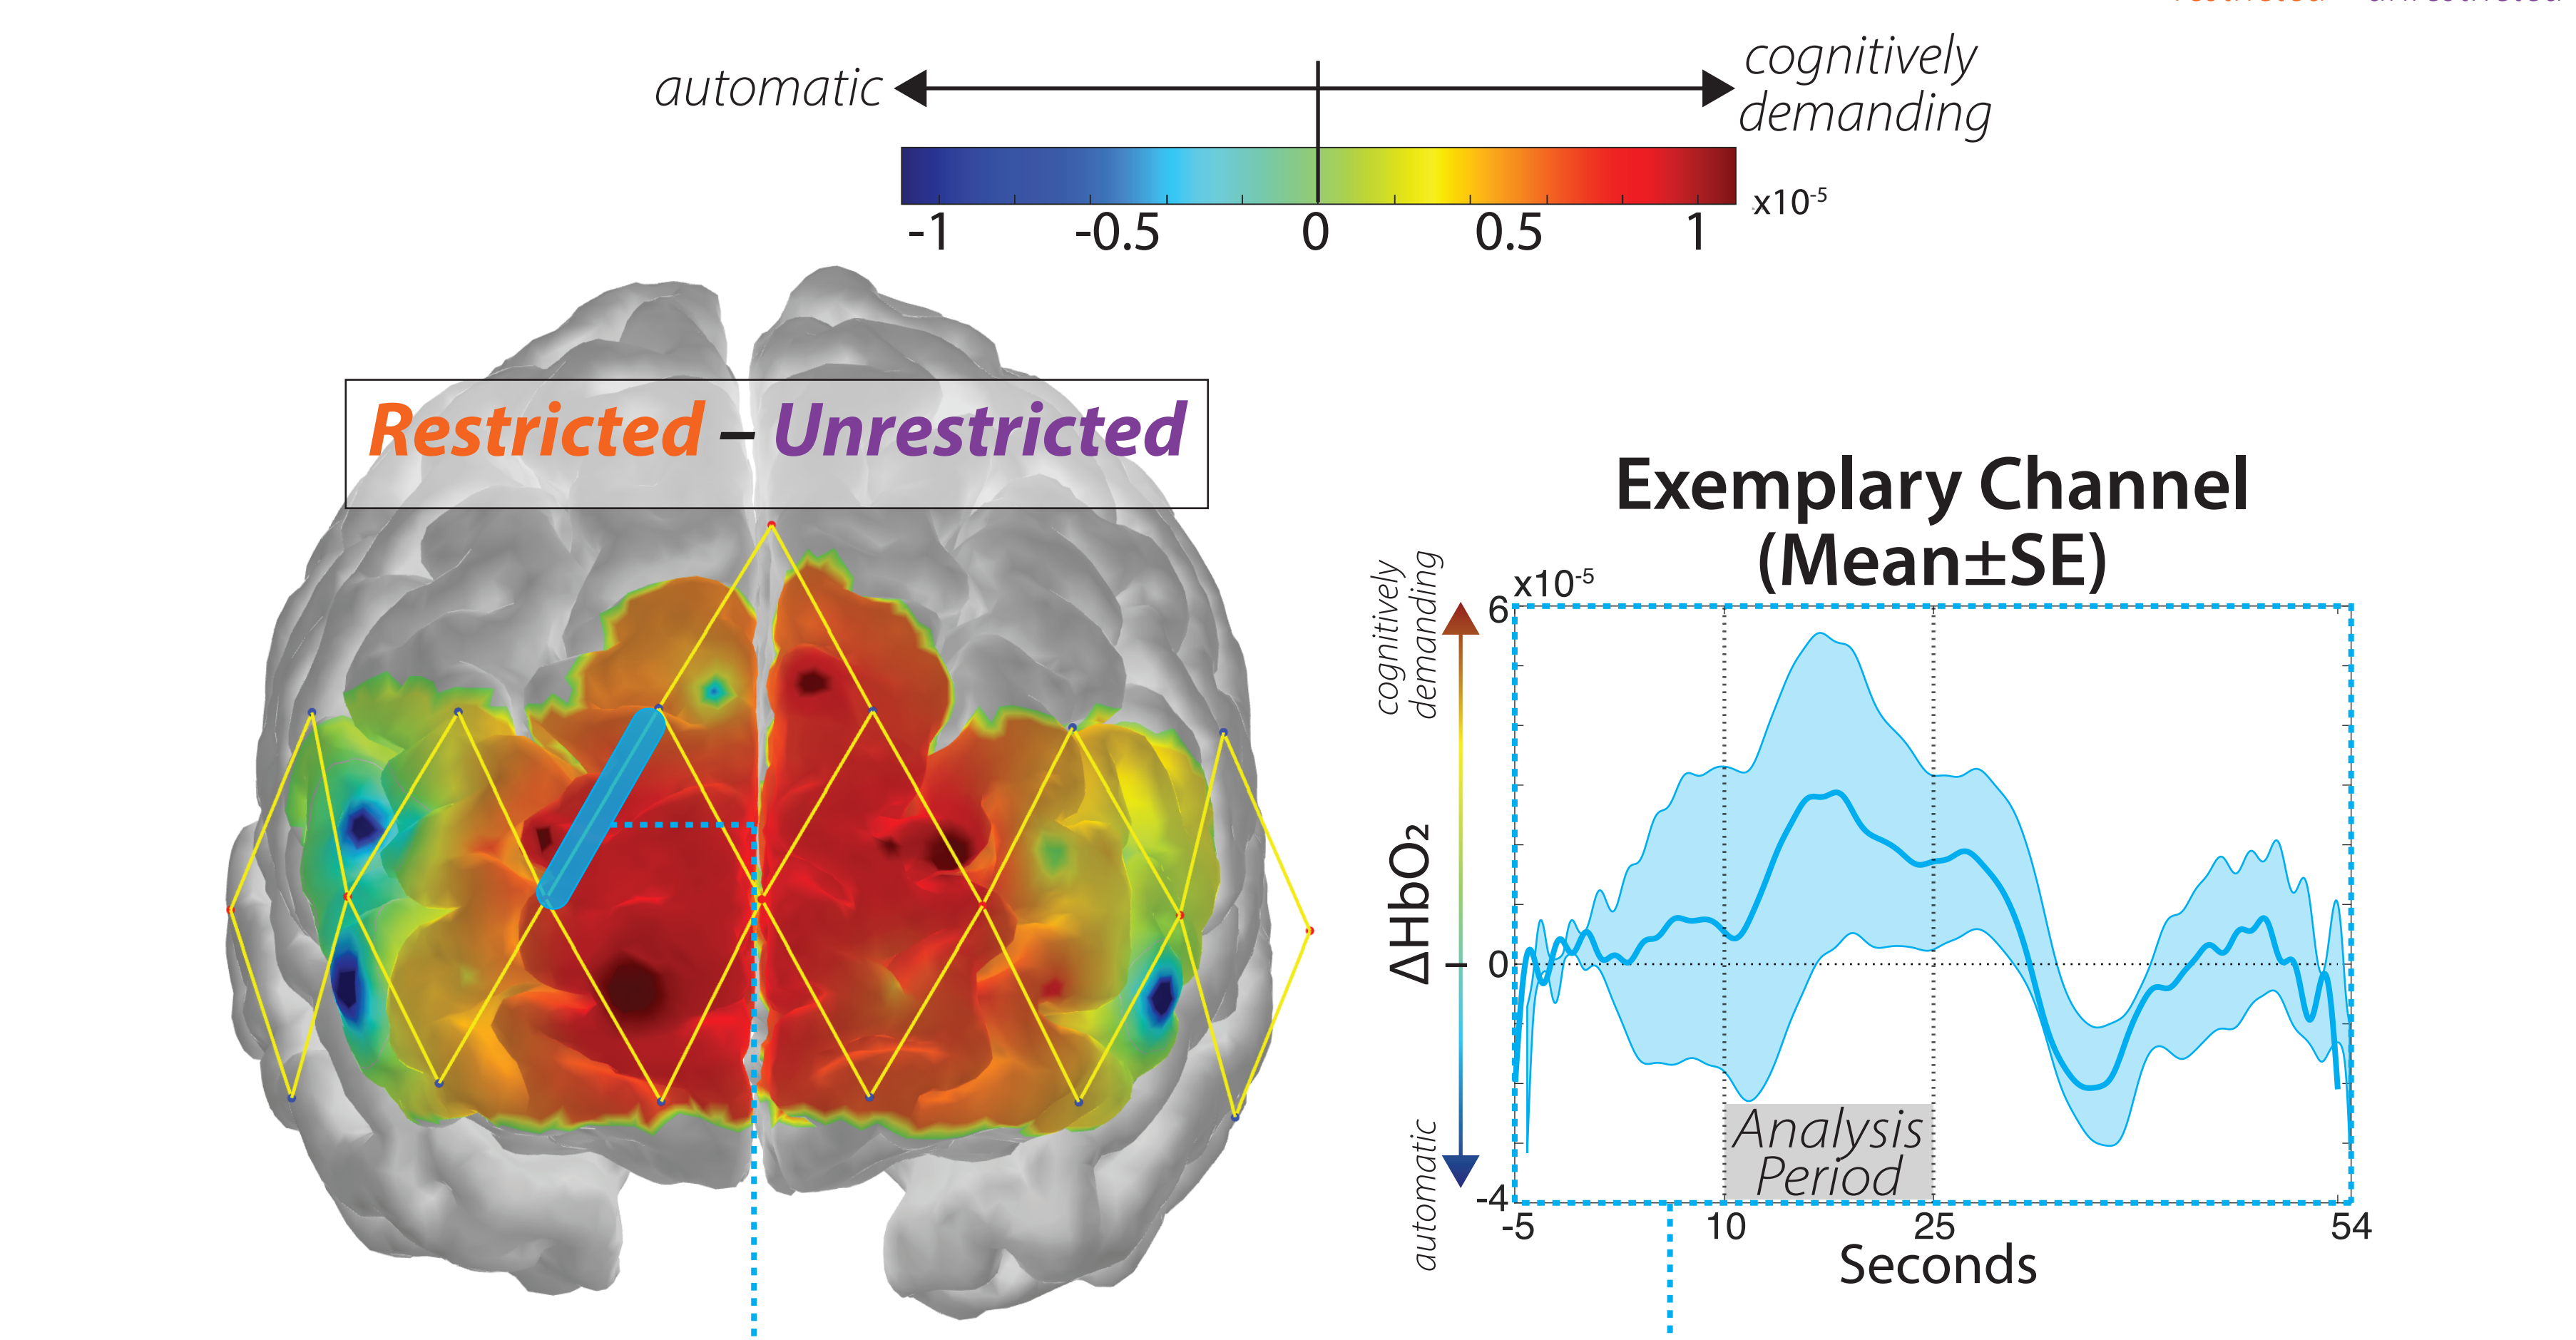 automatic
cognitively
demanding
-1 -0.5 0 0.5 1 x10-5
Restricted – Unrestricted
Exemplary Channel
(Mean±SE)
cognitively
demanding
x10-5
6
ΔHbO2
0
automatic
-4
Analysis
Period
-5 10 25 54
Seconds